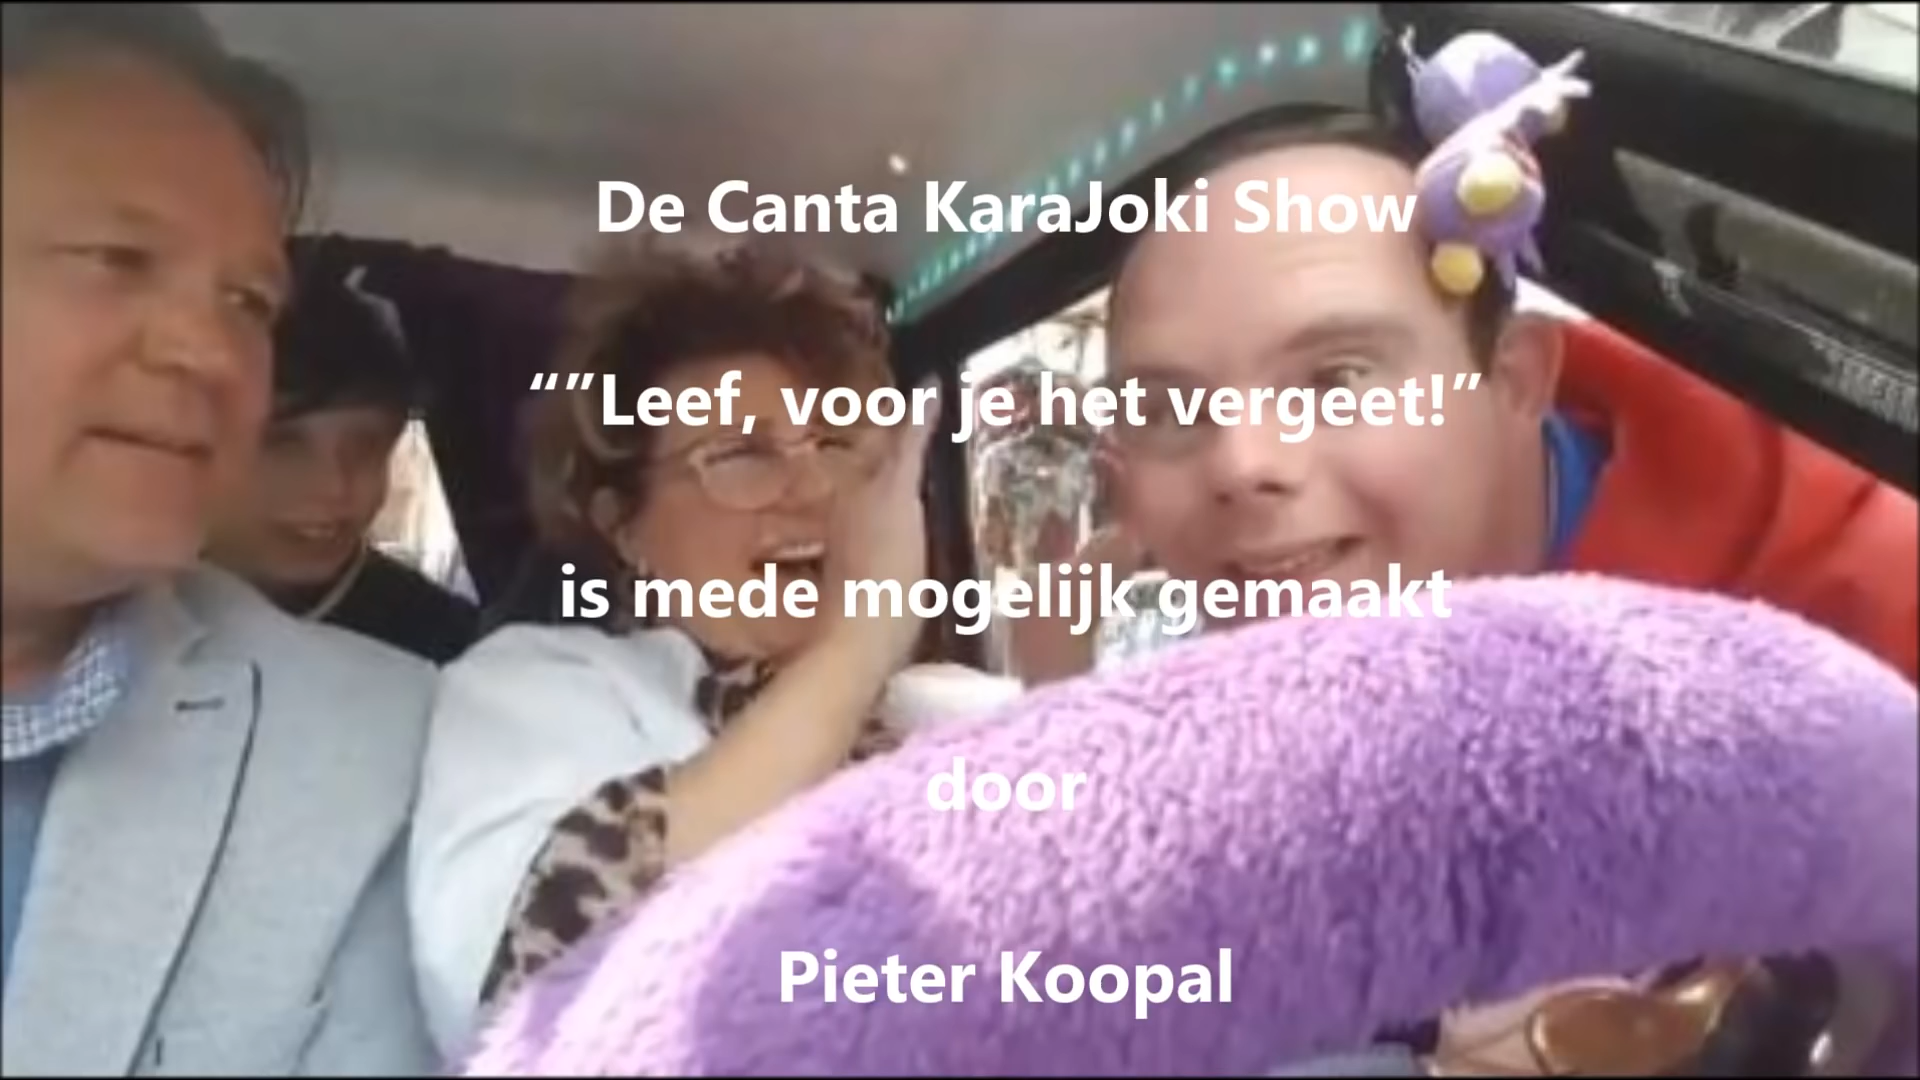 De Canta KaraJoki Show
“”Leef, voor je het vergeet!”
is mede mogelijk gemaakt
door
Pieter Koopal